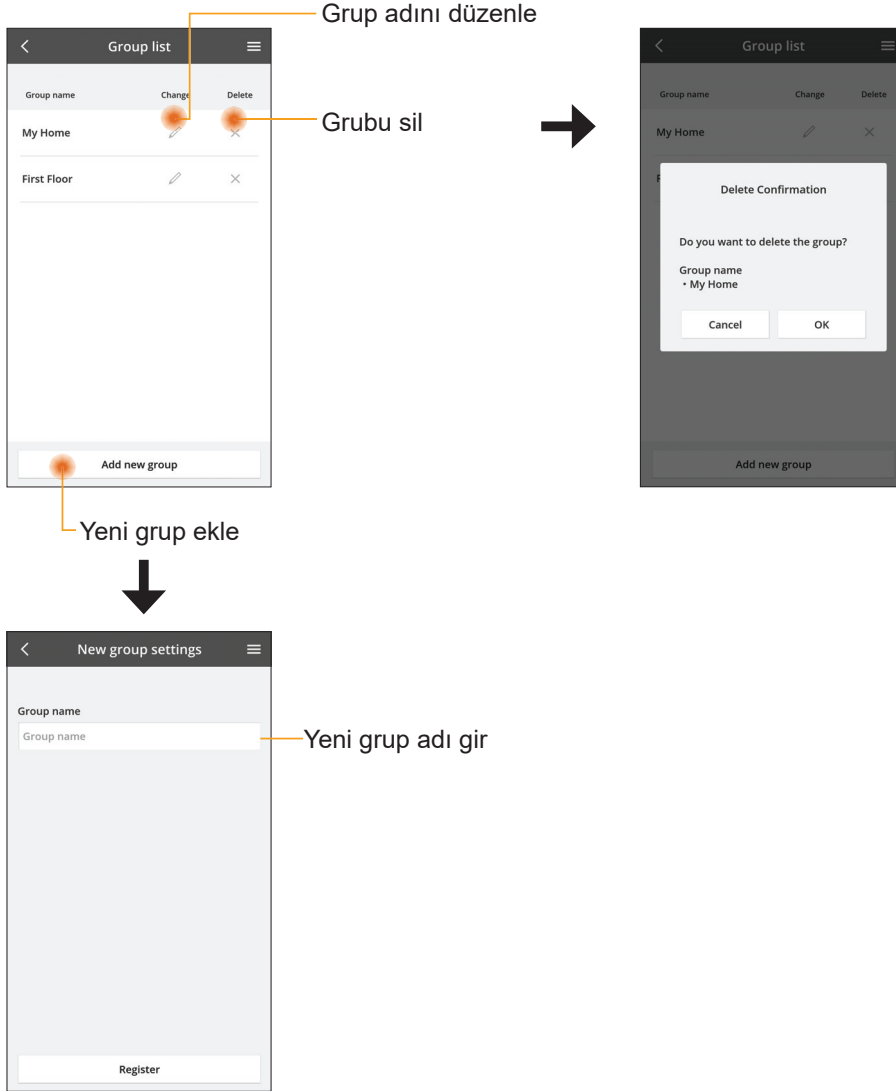 Grup adını düzenle
Group list
Group name Change Delete
My Home
Grubu sil
First Floor
Add new group
Yeni grup ekle
Group list
Group name Change Delete
My Home
F
Delete Confirmation
Do you want to delete the group?
Group name
• My Home
Cancel OK
Add new group
New group settings
Group name
Group name
Yeni grup adı gir
Register